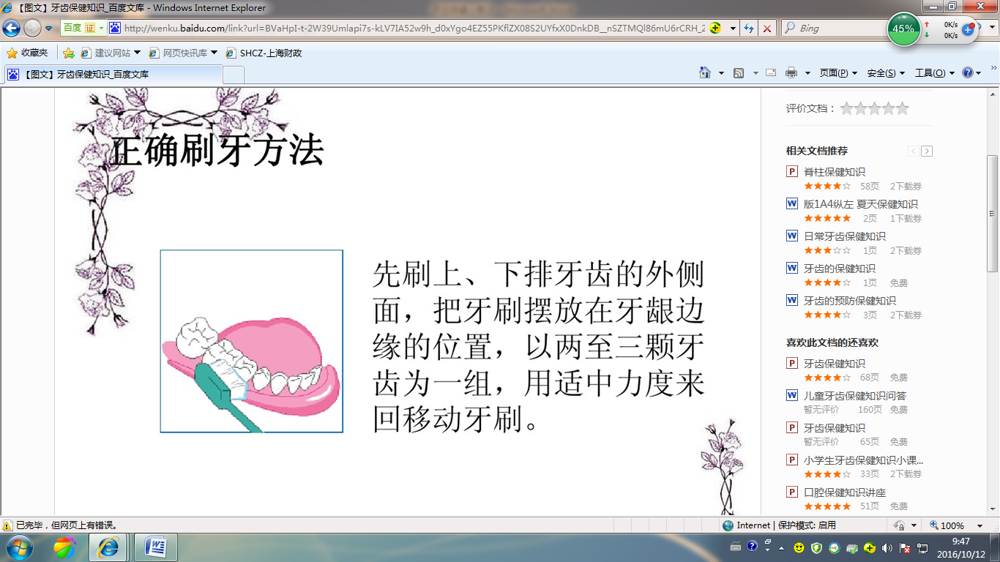 【图文】牙齿保健知识_百度文库 - Windows Internet Explorer
百度 证 http://wenku.baidu.com/link?url= Bing
45% 0K/s
0K/s
收藏夹 建议网站 网页快讯库 SHCZ-上海财政
【图文】牙齿保健知识_百度文库 页面(P) 安全(S) 工具(O)
正确刷牙方法
先刷上、下排牙齿的外侧
面，把牙刷摆放在牙龈边
缘的位置，以两至三颗牙
齿为一组，用适中力度来
回移动牙刷。
评价文档：
相关文档推荐
脊柱保健知识
58页 2下载券
版1A4纵左 夏天保健知识
2页 1下载券
日常牙齿保健知识
1页 2下载券
牙齿的保健知识
1页 免费
牙齿的预防保健知识
3页 2下载券
喜欢此文档的还喜欢
牙齿保健知识
68页 免费
儿童牙齿保健知识问答
暂无评价 160页 免费
牙齿保健知识
暂无评价 65页 免费
小学生牙齿保健知识小课...
33页 2下载券
口腔保健知识讲座
51页 免费
已完毕，但网页上有错误。 Internet | 保护模式: 启用 100%
9:47
2016/10/12